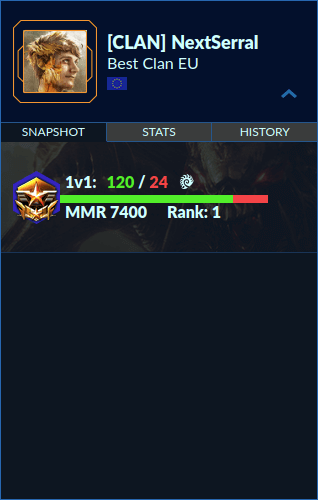 [CLAN] NextSerral
Best Clan EU
SNAPSHOT STATS HISTORY
1v1: 120 / 24
MMR 7400 Rank: 1